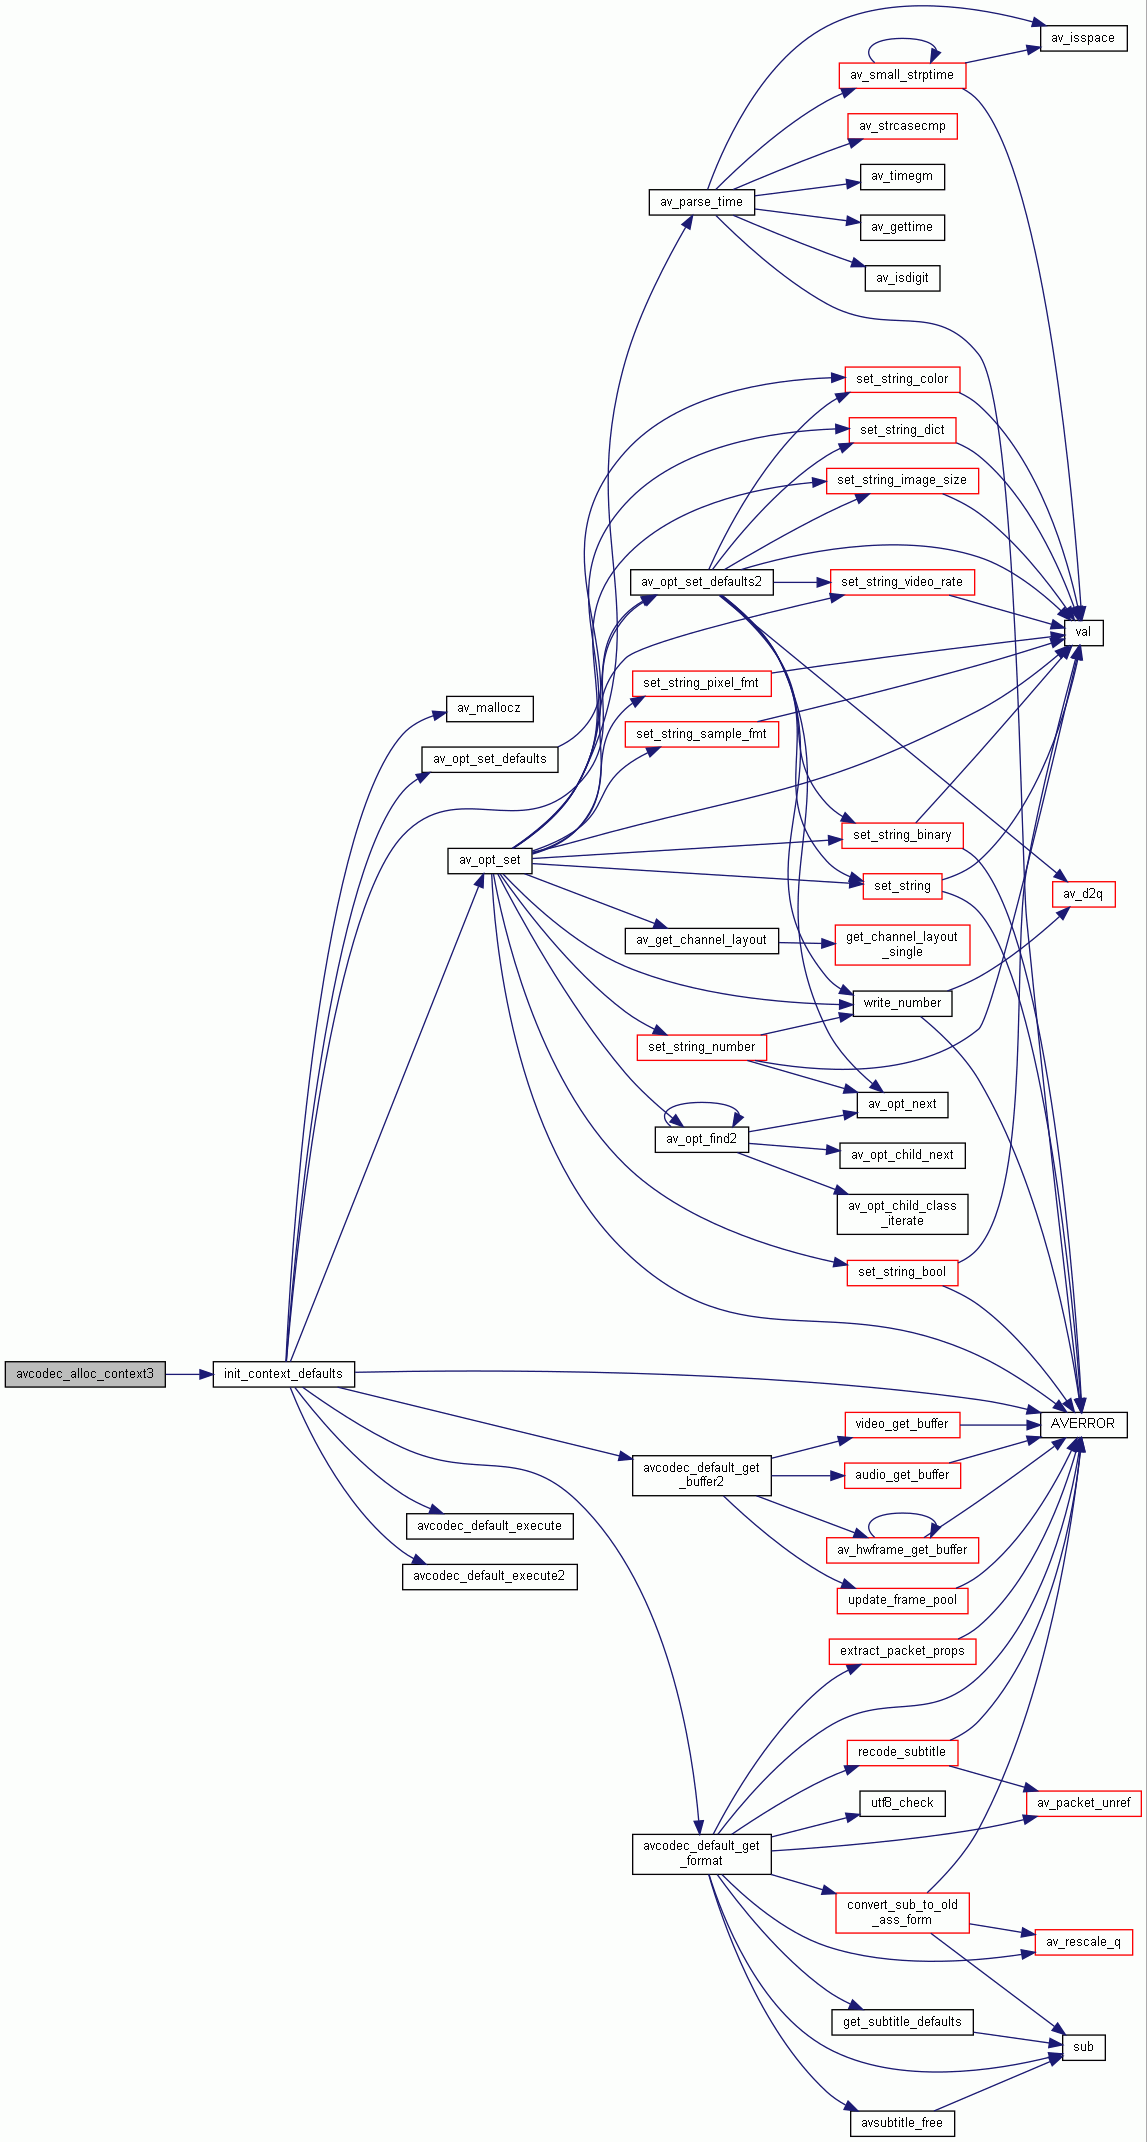 av_isspace
av_small_strptime
av_strcasecmp
av_timegm
av_parse_time
av_gettime
av_isdigit
set_string_color
set_string_dict
set_string_image_size
av_opt_set_defaults2
set_string_video_rate
val
set_string_pixel_fmt
av_mallocz
set_string_sample_fmt
av_opt_set_defaults
set_string_binary
av_opt_set
set_string
av_d2q
av_get_channel_layout
get_channel_layout
_single
write_number
set_string_number
av_opt_next
av_opt_find2
av_opt_child_next
av_opt_child_class
_iterate
set_string_bool
avcodec_alloc_context3
init_context_defaults
video_get_buffer
AVERROR
avcodec_default_get
_buffer2
audio_get_buffer
avcodec_default_execute
av_hwframe_get_buffer
avcodec_default_execute2
update_frame_pool
extract_packet_props
recode_subtitle
utf8_check
av_packet_unref
avcodec_default_get
_format
convert_sub_to_old
_ass_form
av_rescale_q
get_subtitle_defaults
sub
avsubtitle_free